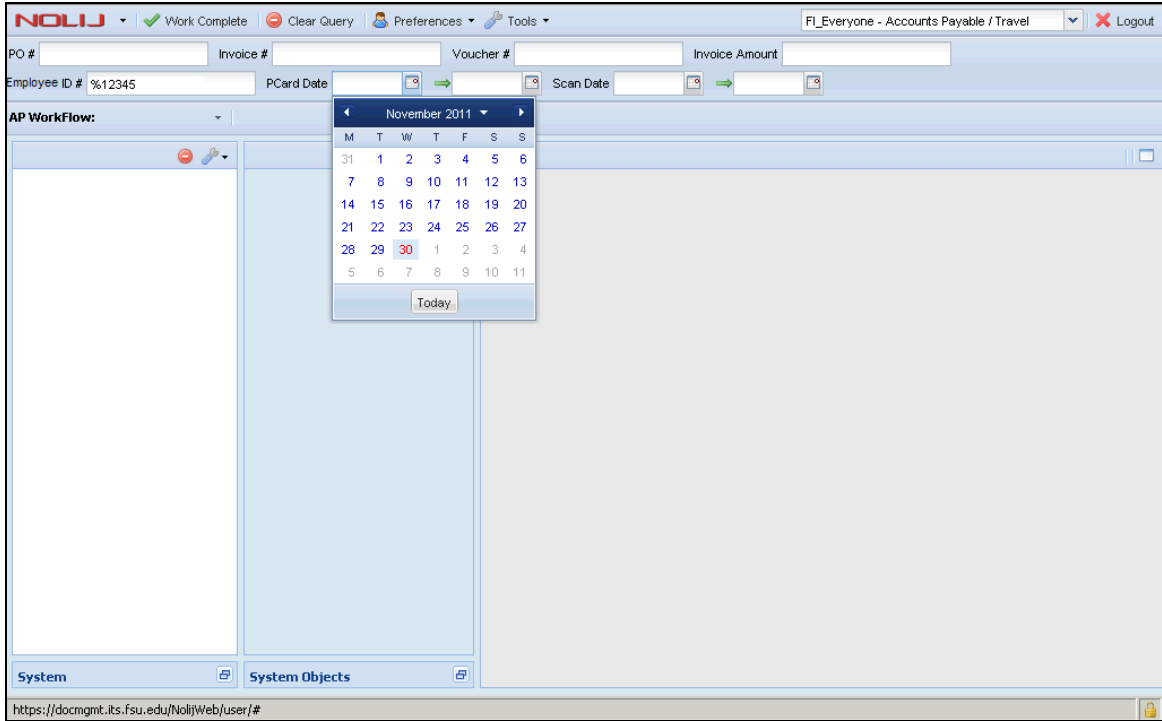 NOLIJ Work Complete Clear Query Preferences Tools FI_Everyone - Accounts Payable / Travel Logout
PO # Invoice # Voucher # Invoice Amount
Employee ID # %12345 PCard Date Scan Date
AP WorkFlow:
November 2011
M T W T F S S
31 1 2 3 4 5 6
7 8 9 10 11 12 13
14 15 16 17 18 19 20
21 22 23 24 25 26 27
28 29 30 1 2 3 4
5 6 7 8 9 10 11
Today
System System Objects
https://docmgmt.its.fsu.edu/NolijWeb/user/#